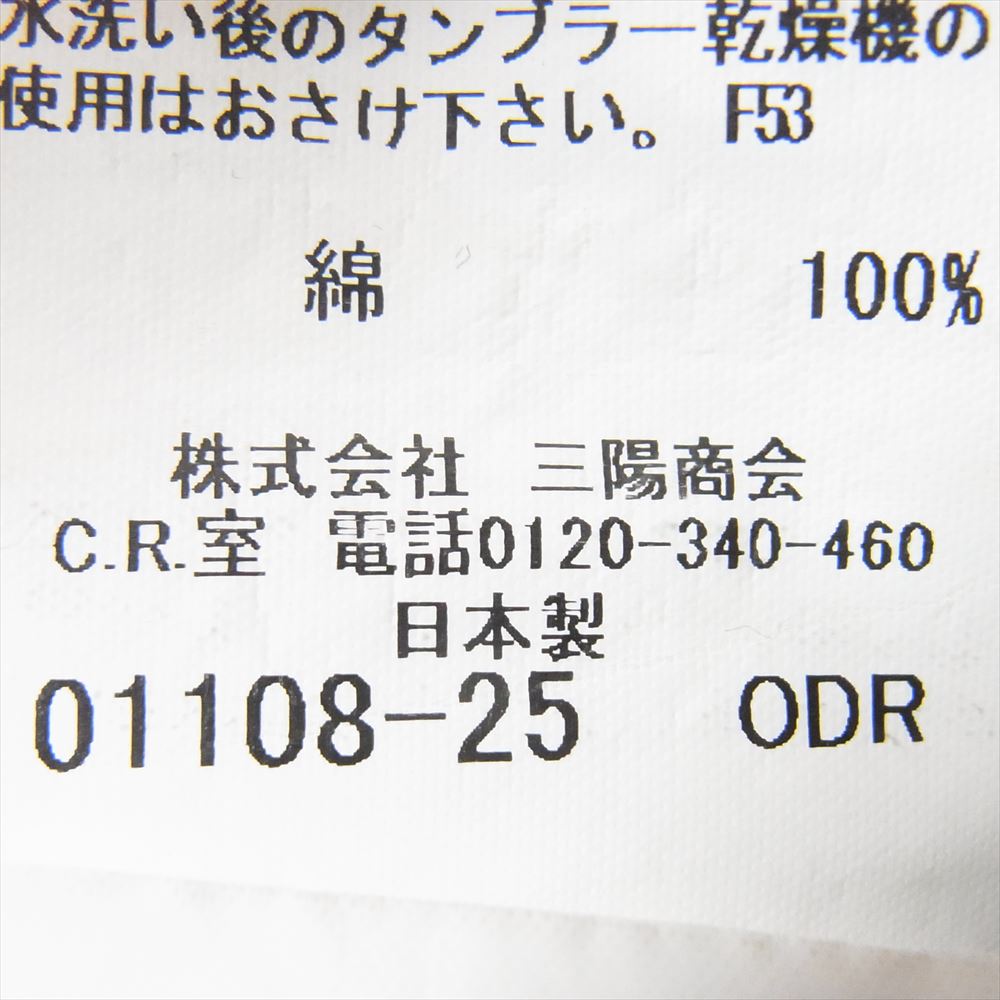 水洗い後のタンブラー乾燥機の
使用はおさけ下さい。 F53
綿 100%
株式会社 三陽商会
C.R.室 電話0120-340-460
日本製
01108-25 ODR